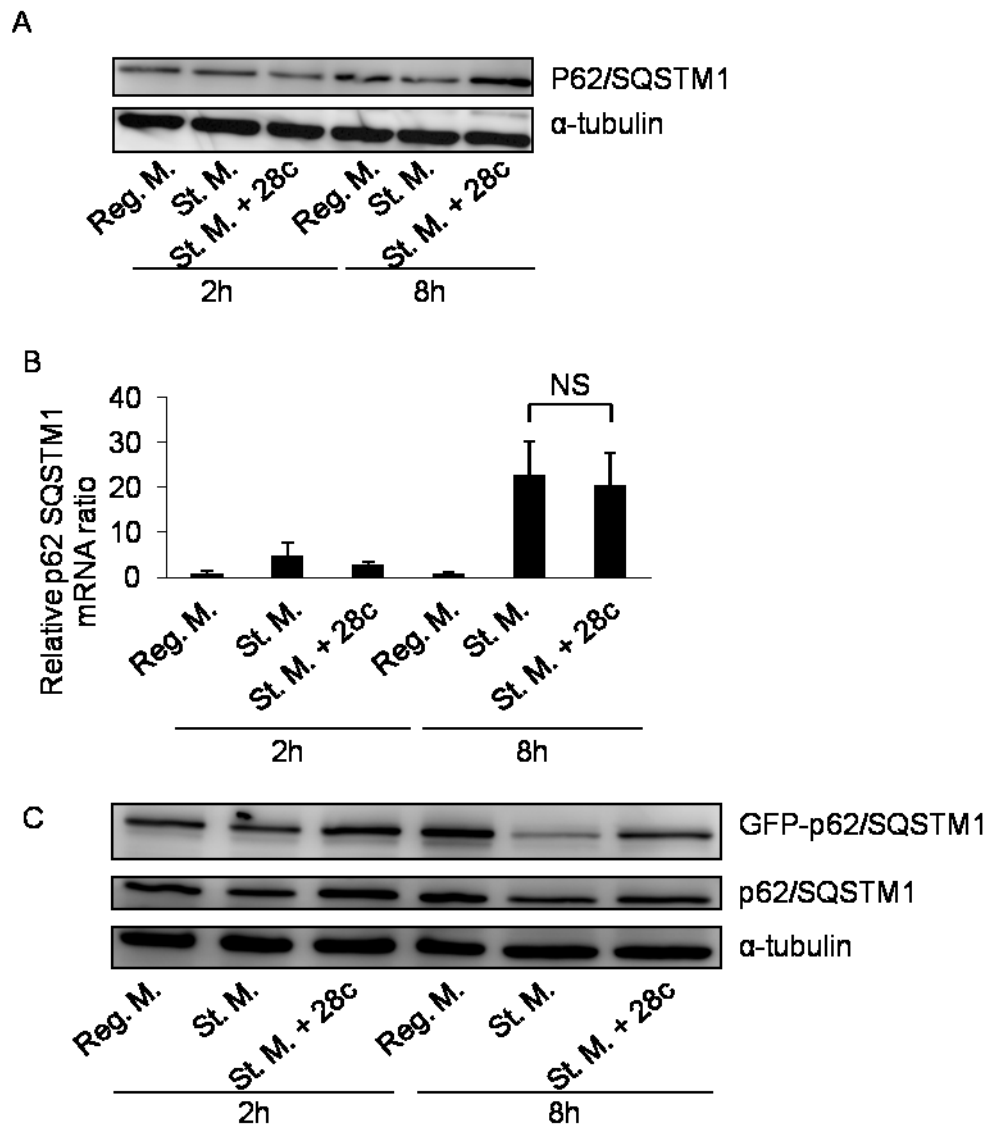 A
P62/SQSTM1
α-tubulin
Reg. M.
St. M.
St. M. + 28c
Reg. M.
St. M.
St. M. + 28c
2h
8h
B
Relative p62 SQSTM1
mRNA ratio
40
30
20
10
0
NS
Reg. M.
St. M.
St. M. + 28c
Reg. M.
St. M.
St. M. + 28c
2h
8h
C
GFP-p62/SQSTM1
p62/SQSTM1
α-tubulin
Reg. M.
St. M.
St. M. + 28c
Reg. M.
St. M.
St. M. + 28c
2h
8h